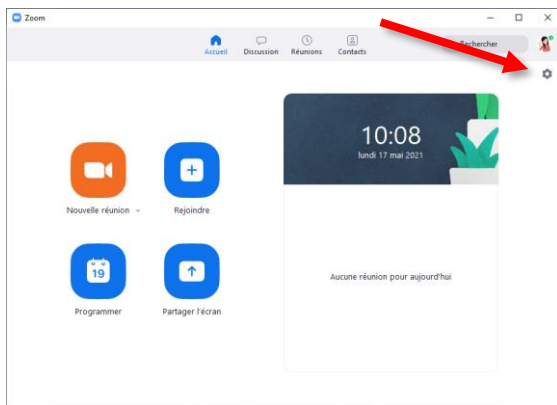 Zoom
Accueil
Discussion
Réunions
Contacts
Rechercher
10:08
lundi 17 mai 2021
Nouvelle réunion
Rejoindre
19
Programmer
Partager l'écran
Aucune réunion pour aujourd'hui